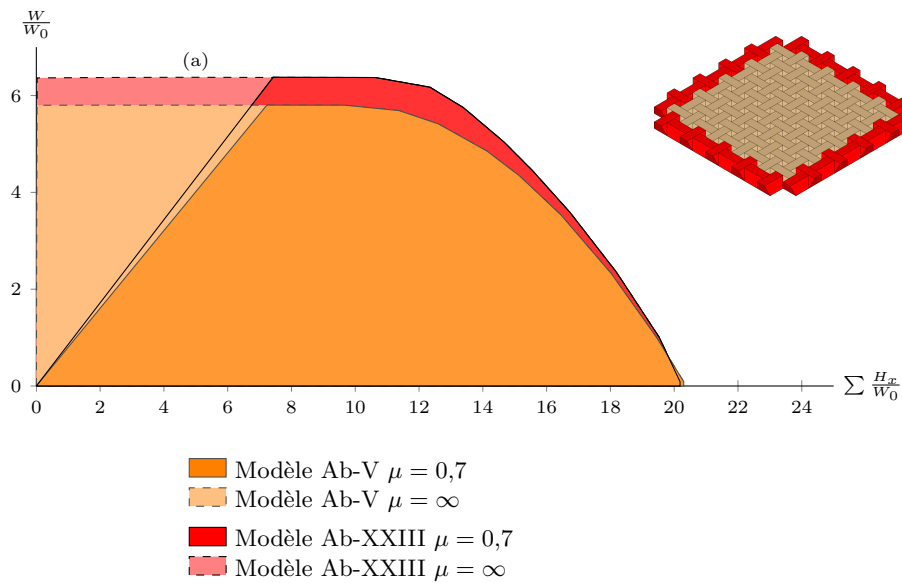 W/W₀
(a)
6
4
2
0
0 2 4 6 8 10 12 14 16 18 20 22 24
∑ Hₓ/W₀
Modèle Ab-V μ = 0,7
Modèle Ab-V μ = ∞
Modèle Ab-XXIII μ = 0,7
Modèle Ab-XXIII μ = ∞